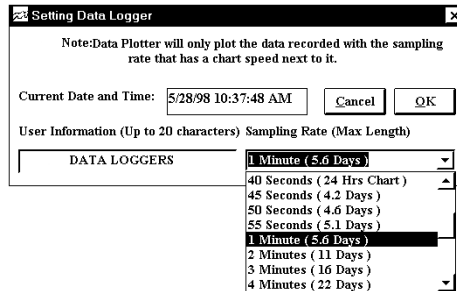 Setting Data Logger
Note:Data Plotter will only plot the data recorded with the sampling
rate that has a chart speed next to it.
Current Date and Time: 5/28/98 10:37:48 AM Cancel OK
User Information (Up to 20 characters) Sampling Rate (Max Length)
DATA LOGGERS 1 Minute ( 5.6 Days )
40 Seconds ( 24 Hrs Chart )
45 Seconds ( 4.2 Days )
50 Seconds ( 4.6 Days )
55 Seconds ( 5.1 Days )
1 Minute ( 5.6 Days )
2 Minutes ( 11 Days )
3 Minutes ( 16 Days )
4 Minutes ( 22 Days )